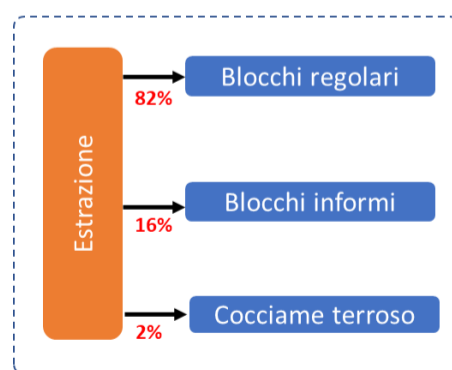 Estrazione
Blocchi regolari
82%
Blocchi informi
16%
Cocciame terroso
2%